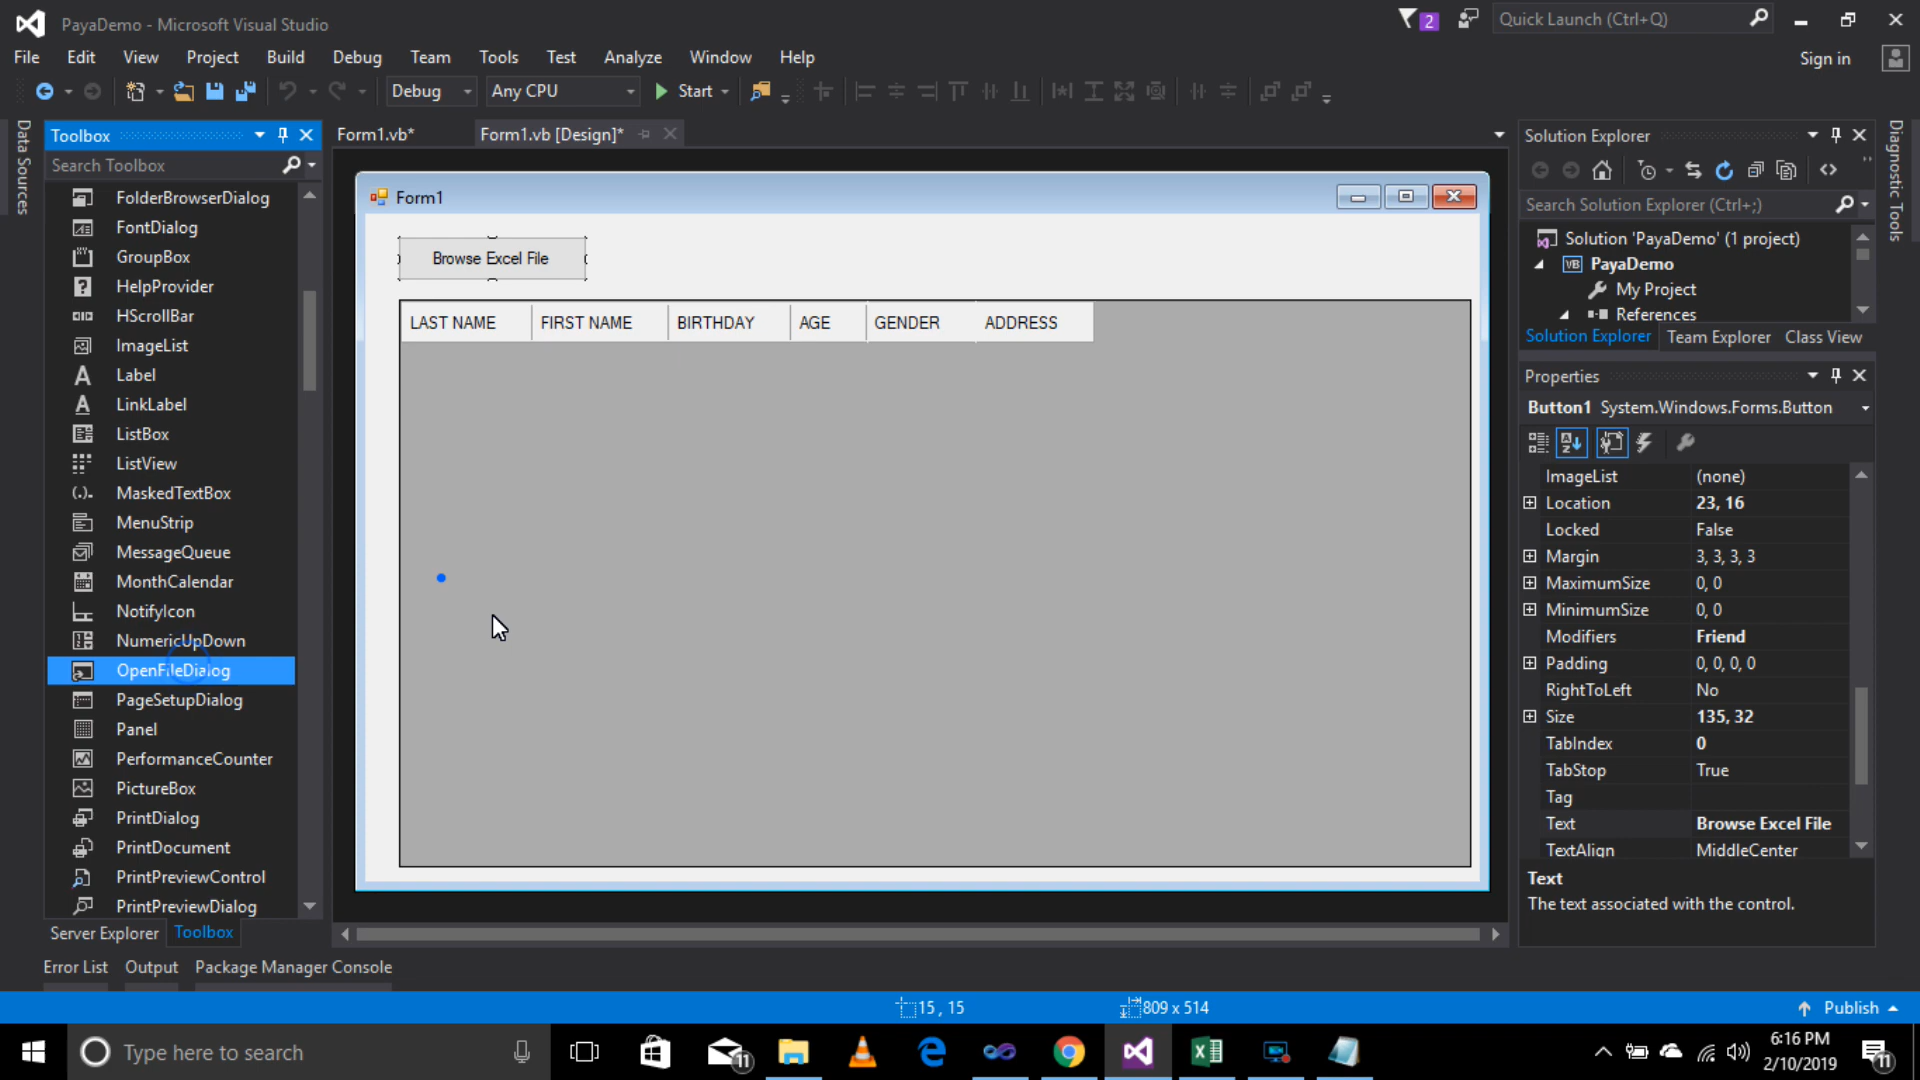 PayaDemo - Microsoft Visual Studio
2
Quick Launch (Ctrl+Q)
File Edit View Project Build Debug Team Tools Test Analyze Window Help
Sign in
Debug Any CPU Start
Data Sources
Toolbox
Search Toolbox
FolderBrowserDialog
FontDialog
GroupBox
HelpProvider
HScrollBar
ImageList
Label
LinkLabel
ListBox
ListView
MaskedTextBox
MenuStrip
MessageQueue
MonthCalendar
NotifyIcon
NumericUpDown
OpenFileDialog
PageSetupDialog
Panel
PerformanceCounter
PictureBox
PrintDialog
PrintDocument
PrintPreviewControl
PrintPreviewDialog
Server Explorer Toolbox
Form1.vb* Form1.vb [Design]*
Form1
Browse Excel File
LAST NAME FIRST NAME BIRTHDAY AGE GENDER ADDRESS
Solution Explorer
Search Solution Explorer (Ctrl+;)
Solution 'PayaDemo' (1 project)
VB PayaDemo
My Project
References
Solution Explorer Team Explorer Class View
Diagnostic Tools
Properties
Button1 System.Windows.Forms.Button
ImageList (none)
Location 23, 16
Locked False
Margin 3, 3, 3, 3
MaximumSize 0, 0
MinimumSize 0, 0
Modifiers Friend
Padding 0, 0, 0, 0
RightToLeft No
Size 135, 32
TabIndex 0
TabStop True
Tag
Text Browse Excel File
TextAlign MiddleCenter
Text
The text associated with the control.
Error List Output Package Manager Console
15 , 15 809 x 514 Publish
Type here to search
11
6:16 PM
2/10/2019
11